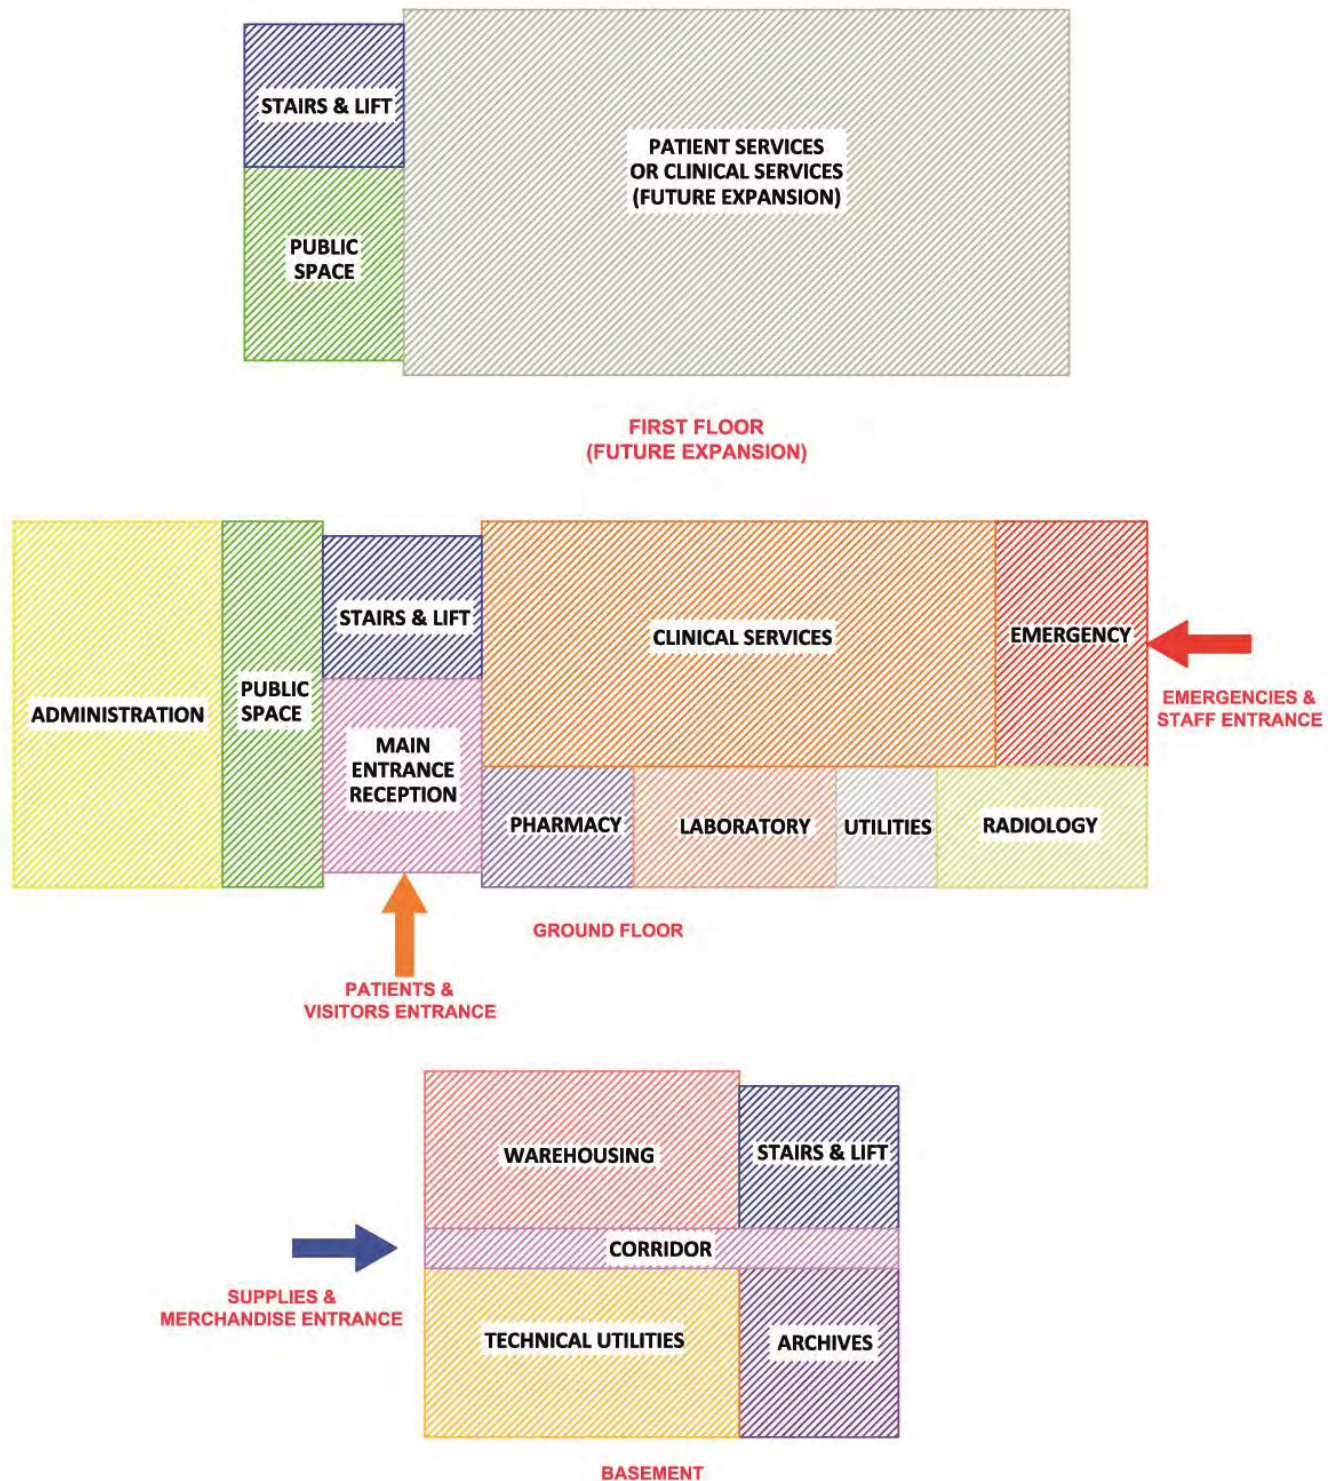 STAIRS & LIFT
PATIENT SERVICES
OR CLINICAL SERVICES
(FUTURE EXPANSION)
PUBLIC
SPACE
FIRST FLOOR
(FUTURE EXPANSION)
ADMINISTRATION
PUBLIC
SPACE
STAIRS & LIFT
MAIN
ENTRANCE
RECEPTION
CLINICAL SERVICES
EMERGENCY
EMERGENCIES &
STAFF ENTRANCE
PHARMACY
LABORATORY
UTILITIES
RADIOLOGY
GROUND FLOOR
PATIENTS &
VISITORS ENTRANCE
WAREHOUSING
STAIRS & LIFT
CORRIDOR
SUPPLIES &
MERCHANDISE ENTRANCE
TECHNICAL UTILITIES
ARCHIVES
BASEMENT